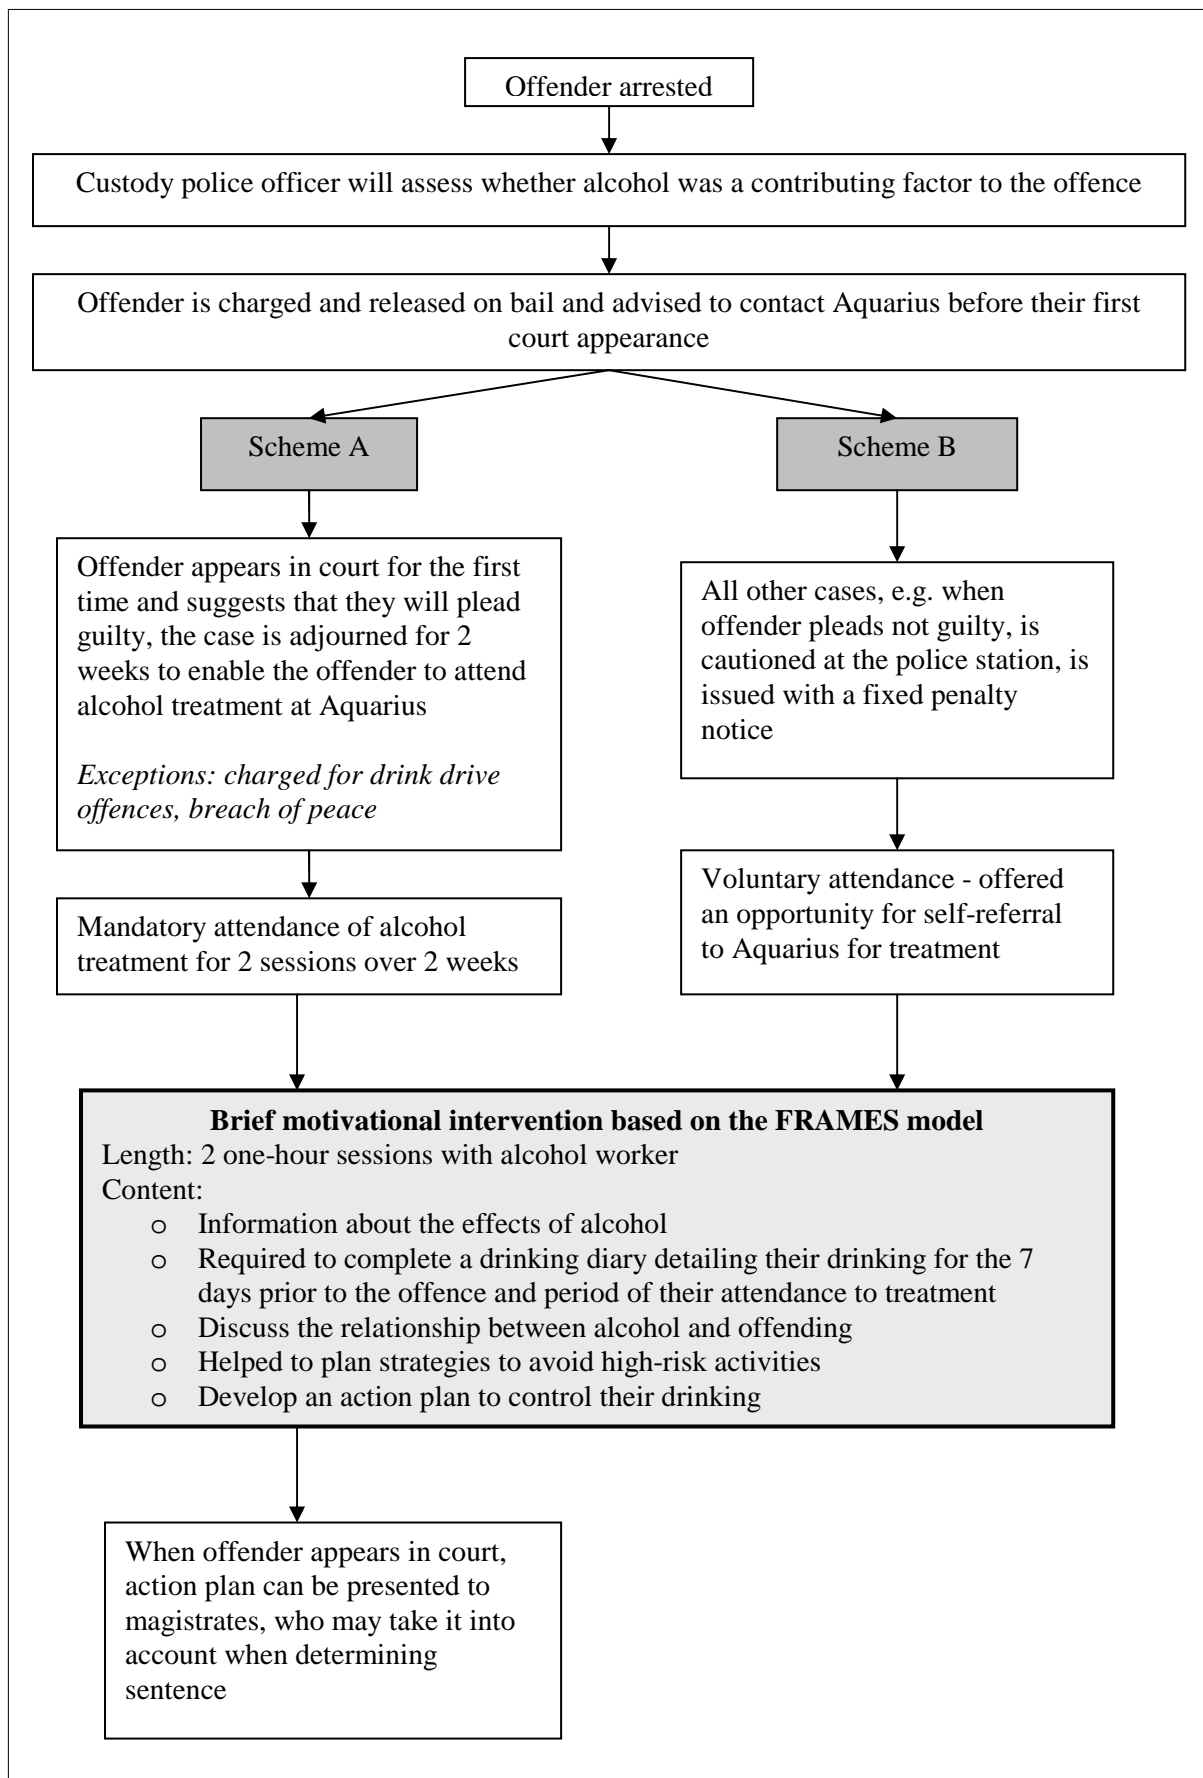 Offender arrested
Custody police officer will assess whether alcohol was a contributing factor to the offence
Offender is charged and released on bail and advised to contact Aquarius before their first
court appearance
Scheme A
Scheme B
Offender appears in court for the first
time and suggests that they will plead
guilty, the case is adjourned for 2
weeks to enable the offender to attend
alcohol treatment at Aquarius
Exceptions: charged for drink drive
offences, breach of peace
All other cases, e.g. when
offender pleads not guilty, is
cautioned at the police station, is
issued with a fixed penalty
notice
Mandatory attendance of alcohol
treatment for 2 sessions over 2 weeks
Voluntary attendance - offered
an opportunity for self-referral
to Aquarius for treatment
Brief motivational intervention based on the FRAMES model
Length: 2 one-hour sessions with alcohol worker
Content:
o Information about the effects of alcohol
o Required to complete a drinking diary detailing their drinking for the 7
days prior to the offence and period of their attendance to treatment
o Discuss the relationship between alcohol and offending
o Helped to plan strategies to avoid high-risk activities
o Develop an action plan to control their drinking
When offender appears in court,
action plan can be presented to
magistrates, who may take it into
account when determining
sentence